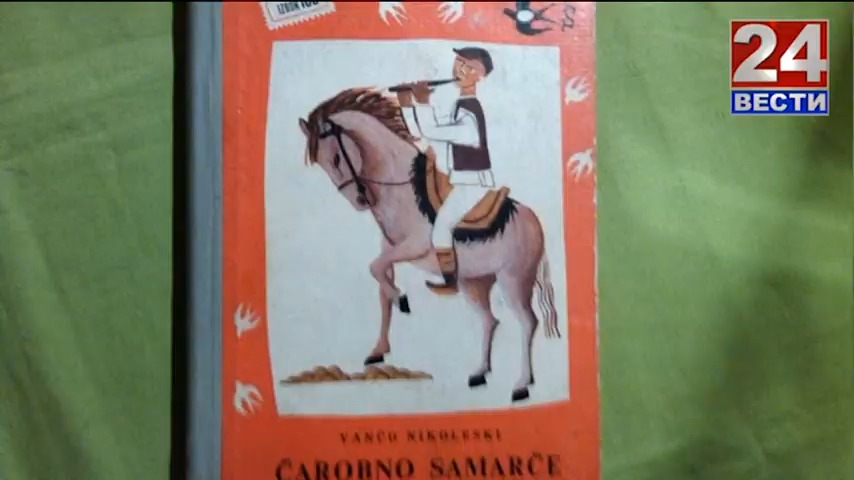 24
ВЕСТИ
VANČO NIKOLESKI
ČAROBNO SAMARČE